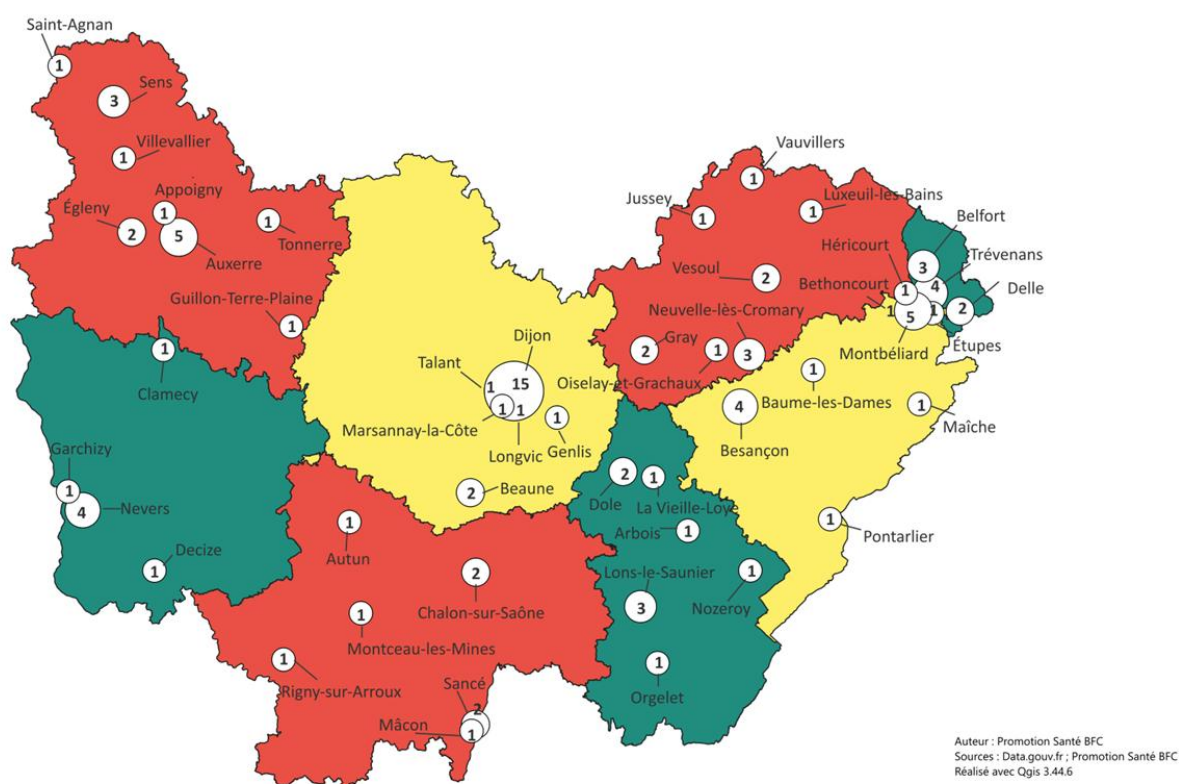 Saint-Agnan
1
Sens
3
Villevallier
1
Appoigny
1
Égleny
2
5
Auxerre
1
Tonnerre
Guillon-Terre-Plaine
1
Vauvillers
1
Jussey
1
Luxeuil-les-Bains
1
Belfort
3
Héricourt
1
Trévenans
4
Vesoul
2
Bethoncourt
1
5
1
2
Delle
Neuvelle-lès-Cromary
3
Montbéliard
Étupes
2
Gray
1
Oiselay-et-Grachaux
1
Clamecy
Dijon
15
Talant
1
1
1
Marsannay-la-Côte
Longvic
1
Genlis
1
Baume-les-Dames
4
Besançon
1
Maîche
Garchizy
1
4
Nevers
2
Beaune
2
Dole
1
La Vieille-Loye
Arbois
1
1
Pontarlier
1
Decize
1
Autun
2
Chalon-sur-Saône
Lons-le-Saunier
3
1
Nozeroy
1
Montceau-les-Mines
1
Rigny-sur-Arroux
1
Orgelet
Sancé
2
Mâcon
1
Auteur : Promotion Santé BFC
Sources : Data.gouv.fr ; Promotion Santé BFC
Réalisé avec Qgis 3.44.6